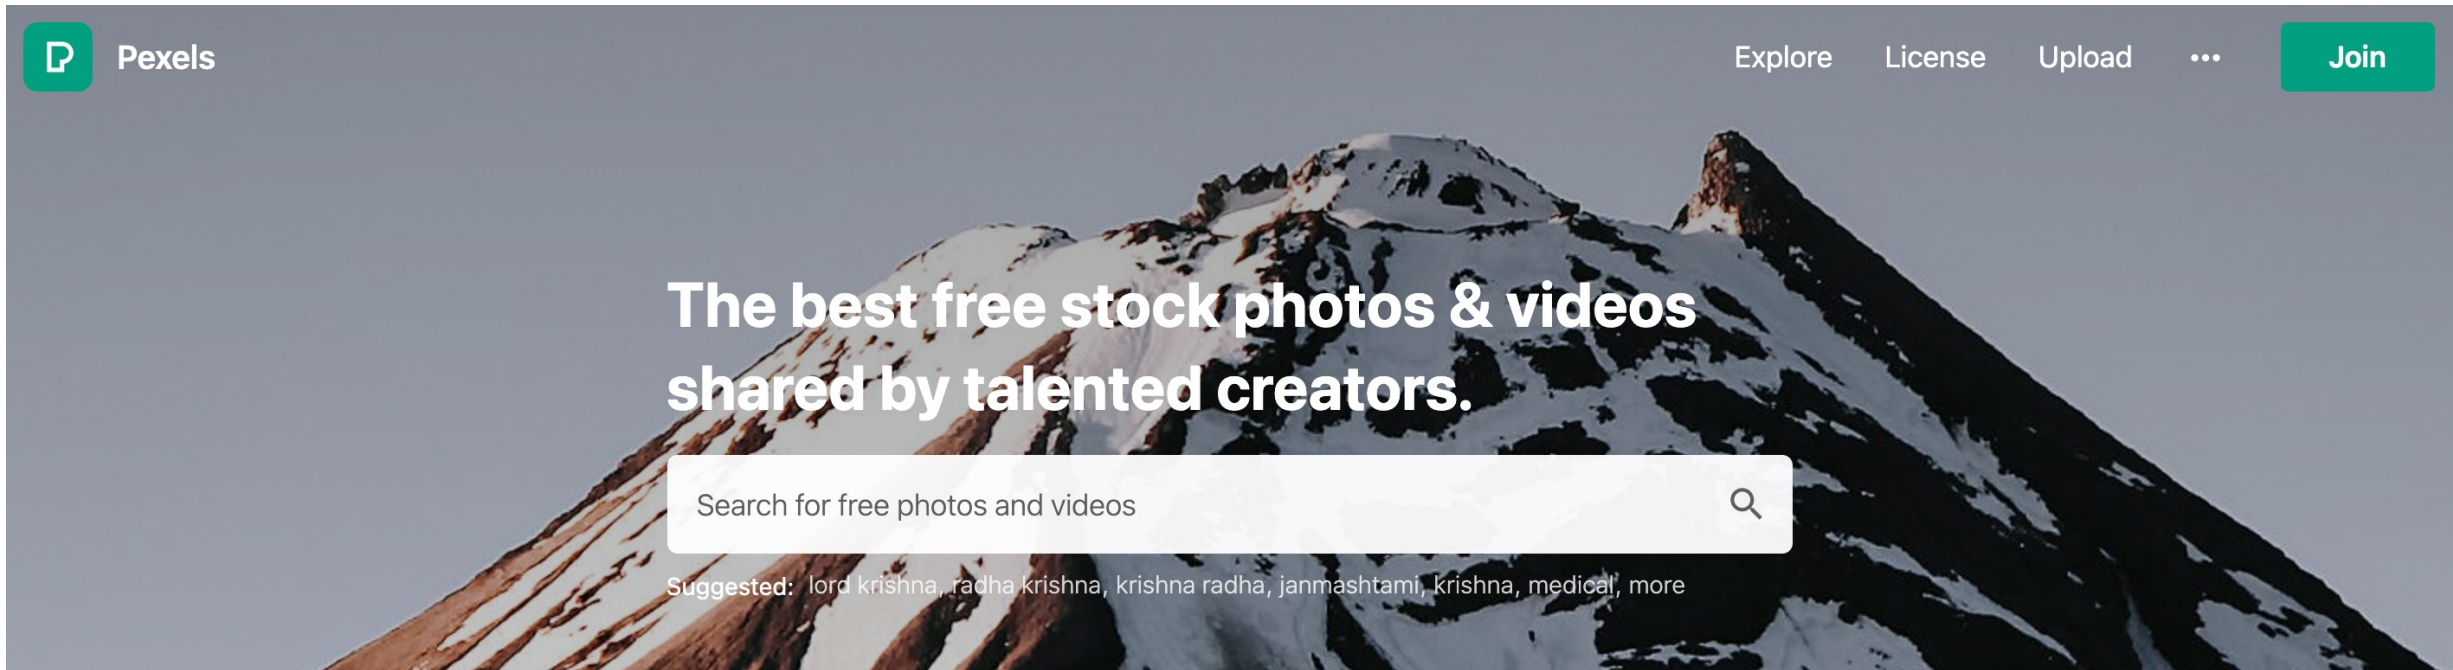 Pexels
Explore License Upload ••• Join
The best free stock photos & videos
shared by talented creators.
Search for free photos and videos
Suggested: lord krishna, radha krishna, krishna radha, janmashtami, krishna, medical, more